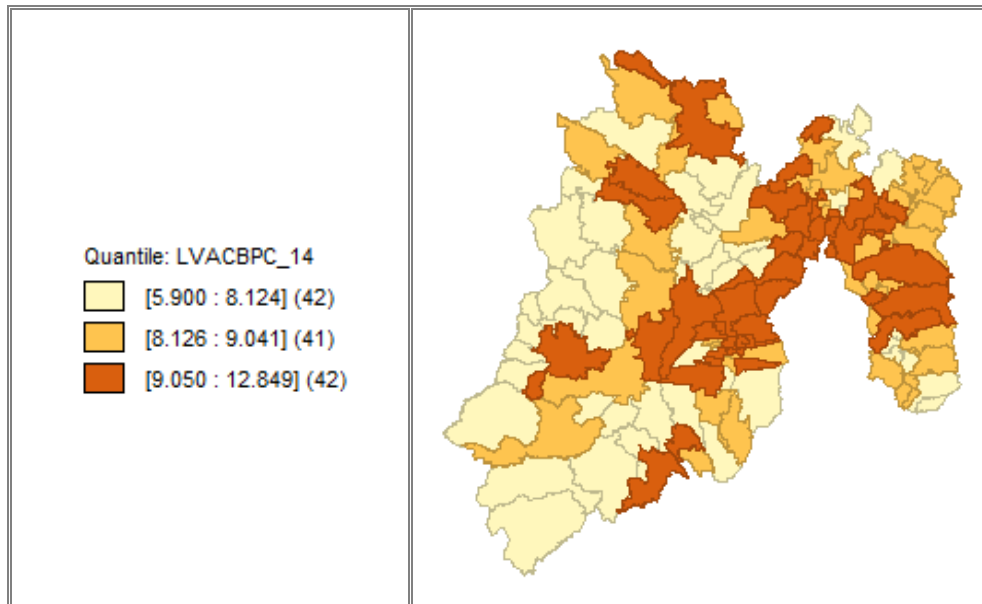 Quantile: LVACBPC_14
[5.900 : 8.124] (42)
[8.126 : 9.041] (41)
[9.050 : 12.849] (42)